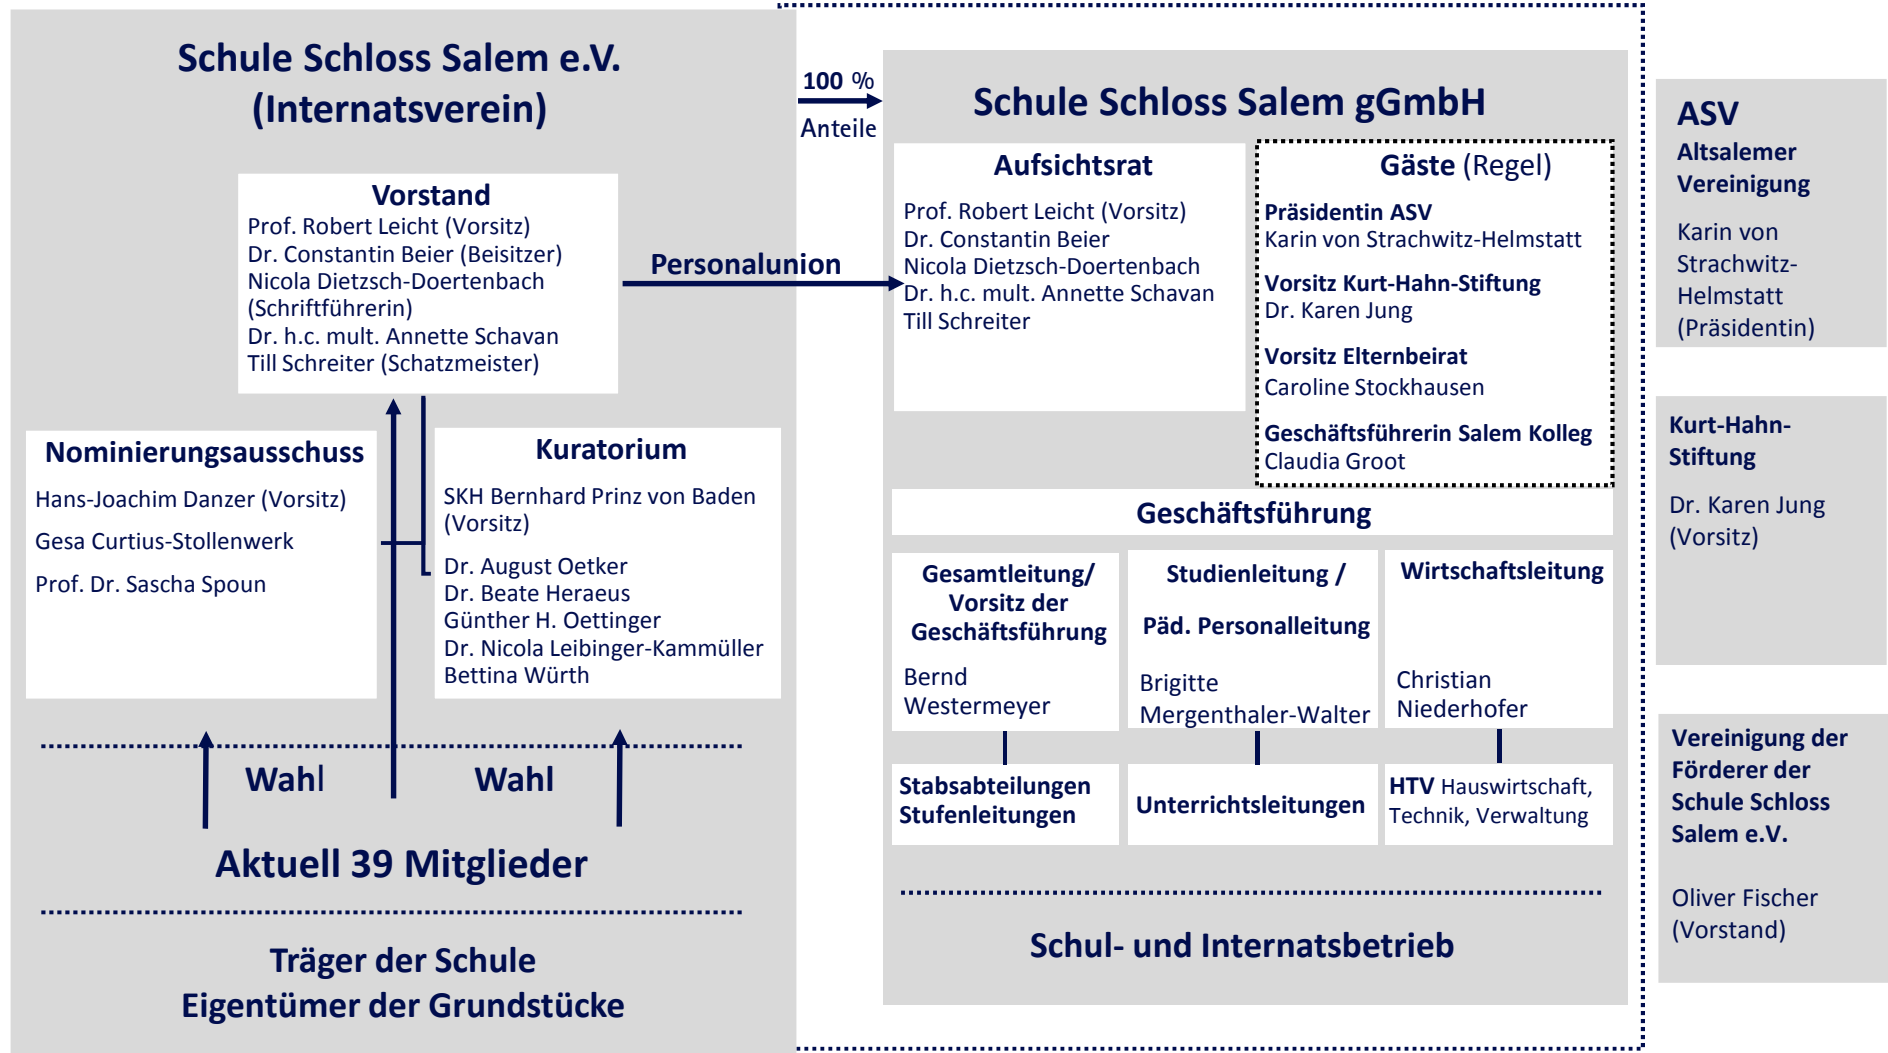 Schule Schloss Salem e.V.
(Internatsverein)
Vorstand
Prof. Robert Leicht (Vorsitz)
Dr. Constantin Beier (Beisitzer)
Nicola Dietzsch-Doertenbach
(Schriftführerin)
Dr. h.c. mult. Annette Schavan
Till Schreiter (Schatzmeister)
Nominierungsausschuss
Hans-Joachim Danzer (Vorsitz)
Gesa Curtius-Stollenwerk
Prof. Dr. Sascha Spoun
Kuratorium
SKH Bernhard Prinz von Baden
(Vorsitz)
Dr. August Oetker
Dr. Beate Heraeus
Günther H. Oettinger
Dr. Nicola Leibinger-Kammüller
Bettina Würth
Wahl
Wahl
Aktuell 39 Mitglieder
Träger der Schule
Eigentümer der Grundstücke
100 %
Anteile
Personalunion
Schule Schloss Salem gGmbH
Aufsichtsrat
Prof. Robert Leicht (Vorsitz)
Dr. Constantin Beier
Nicola Dietzsch-Doertenbach
Dr. h.c. mult. Annette Schavan
Till Schreiter
Gäste (Regel)
Präsidentin ASV
Karin von Strachwitz-Helmstatt
Vorsitz Kurt-Hahn-Stiftung
Dr. Karen Jung
Vorsitz Elternbeirat
Caroline Stockhausen
Geschäftsführerin Salem Kolleg
Claudia Groot
Geschäftsführung
Gesamtleitung/
Vorsitz der
Geschäftsführung
Bernd
Westermeyer
Studienleitung /
Päd. Personalleitung
Brigitte
Mergenthaler-Walter
Wirtschaftsleitung
Christian
Niederhofer
Stabsabteilungen
Stufenleitungen
Unterrichtsleitungen
HTV Hauswirtschaft,
Technik, Verwaltung
Schul- und Internatsbetrieb
ASV
Altsalemer
Vereinigung
Karin von
Strachwitz-
Helmstatt
(Präsidentin)
Kurt-Hahn-
Stiftung
Dr. Karen Jung
(Vorsitz)
Vereinigung der
Förderer der
Schule Schloss
Salem e.V.
Oliver Fischer
(Vorstand)